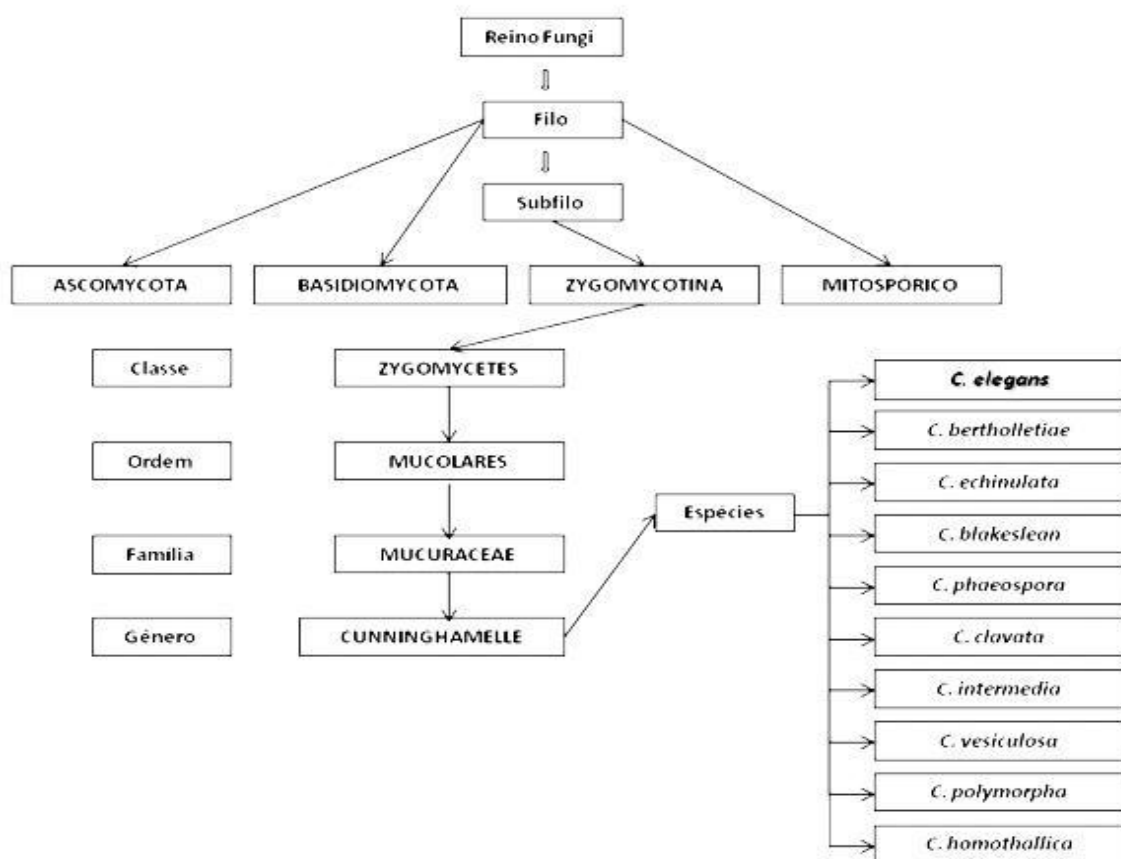 Reino Fungi
Filo
Subfilo
ASCOMYCOTA
BASIDIOMYCOTA
ZYGOMYCOTINA
MITOSPORICO
Classe
ZYGOMYCETES
Ordem
MUCOLARES
Família
MUCURACEAE
Género
CUNNINGHAMELLE
Espécies
C. elegans
C. bertholletiae
C. echinulata
C. blakeslean
C. phaeospora
C. clavata
C. intermedia
C. vesiculosa
C. polymorpha
C. homothallica